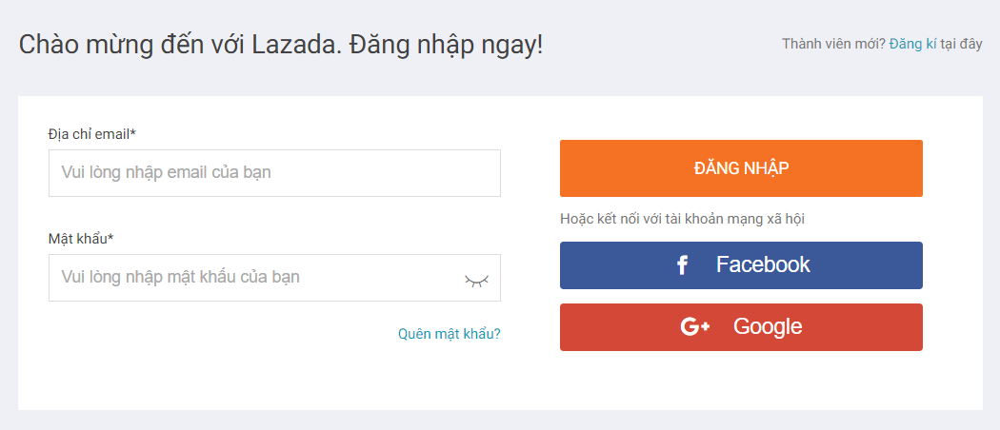 Chào mừng đến với Lazada. Đăng nhập ngay!
Thành viên mới? Đăng kí tại đây
Địa chỉ email*
Vui lòng nhập email của bạn
Mật khẩu*
Vui lòng nhập mật khẩu của bạn
Quên mật khẩu?
ĐĂNG NHẬP
Hoặc kết nối với tài khoản mạng xã hội
f Facebook
G+ Google